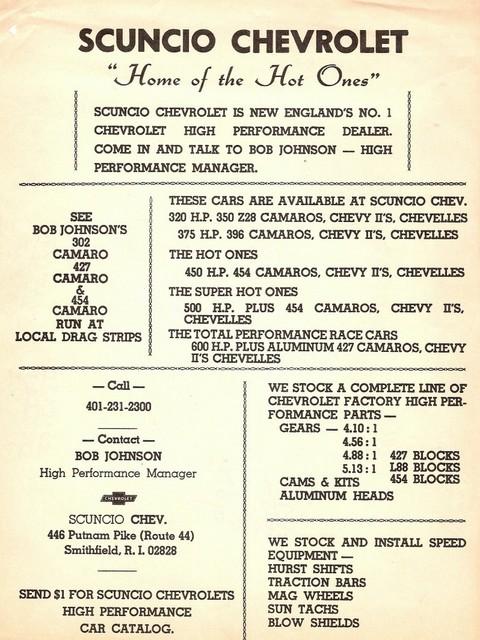 SCUNCIO CHEVROLET
"Home of the Hot Ones"
SCUNCIO CHEVROLET IS NEW ENGLAND'S NO. 1
CHEVROLET HIGH PERFORMANCE DEALER.
COME IN AND TALK TO BOB JOHNSON — HIGH
PERFORMANCE MANAGER.
SEE
BOB JOHNSON'S
302
CAMARO
427
CAMARO
&
454
CAMARO
RUN AT
LOCAL DRAG STRIPS
THESE CARS ARE AVAILABLE AT SCUNCIO CHEV.
320 H.P. 350 Z28 CAMAROS, CHEVY II'S, CHEVELLES
375 H.P. 396 CAMAROS, CHEVY II'S, CHEVELLES
THE HOT ONES
450 H.P. 454 CAMAROS, CHEVY II'S, CHEVELLES
THE SUPER HOT ONES
500 H.P. PLUS 454 CAMAROS, CHEVY II'S,
CHEVELLES
THE TOTAL PERFORMANCE RACE CARS
600 H.P. PLUS ALUMINUM 427 CAMAROS, CHEVY
II'S CHEVELLES
— Call —
401-231-2300
— Contact —
BOB JOHNSON
High Performance Manager
CHEVROLET
SCUNCIO CHEV.
446 Putnam Pike (Route 44)
Smithfield, R. I. 02828
SEND $1 FOR SCUNCIO CHEVROLETS
HIGH PERFORMANCE
CAR CATALOG.
WE STOCK A COMPLETE LINE OF
CHEVROLET FACTORY HIGH PER-
FORMANCE PARTS —
GEARS — 4.10 : 1
4.56 : 1
4.88 : 1 427 BLOCKS
5.13 : 1 L88 BLOCKS
CAMS & KITS 454 BLOCKS
ALUMINUM HEADS
WE STOCK AND INSTALL SPEED
EQUIPMENT —
HURST SHIFTS
TRACTION BARS
MAG WHEELS
SUN TACHS
BLOW SHIELDS